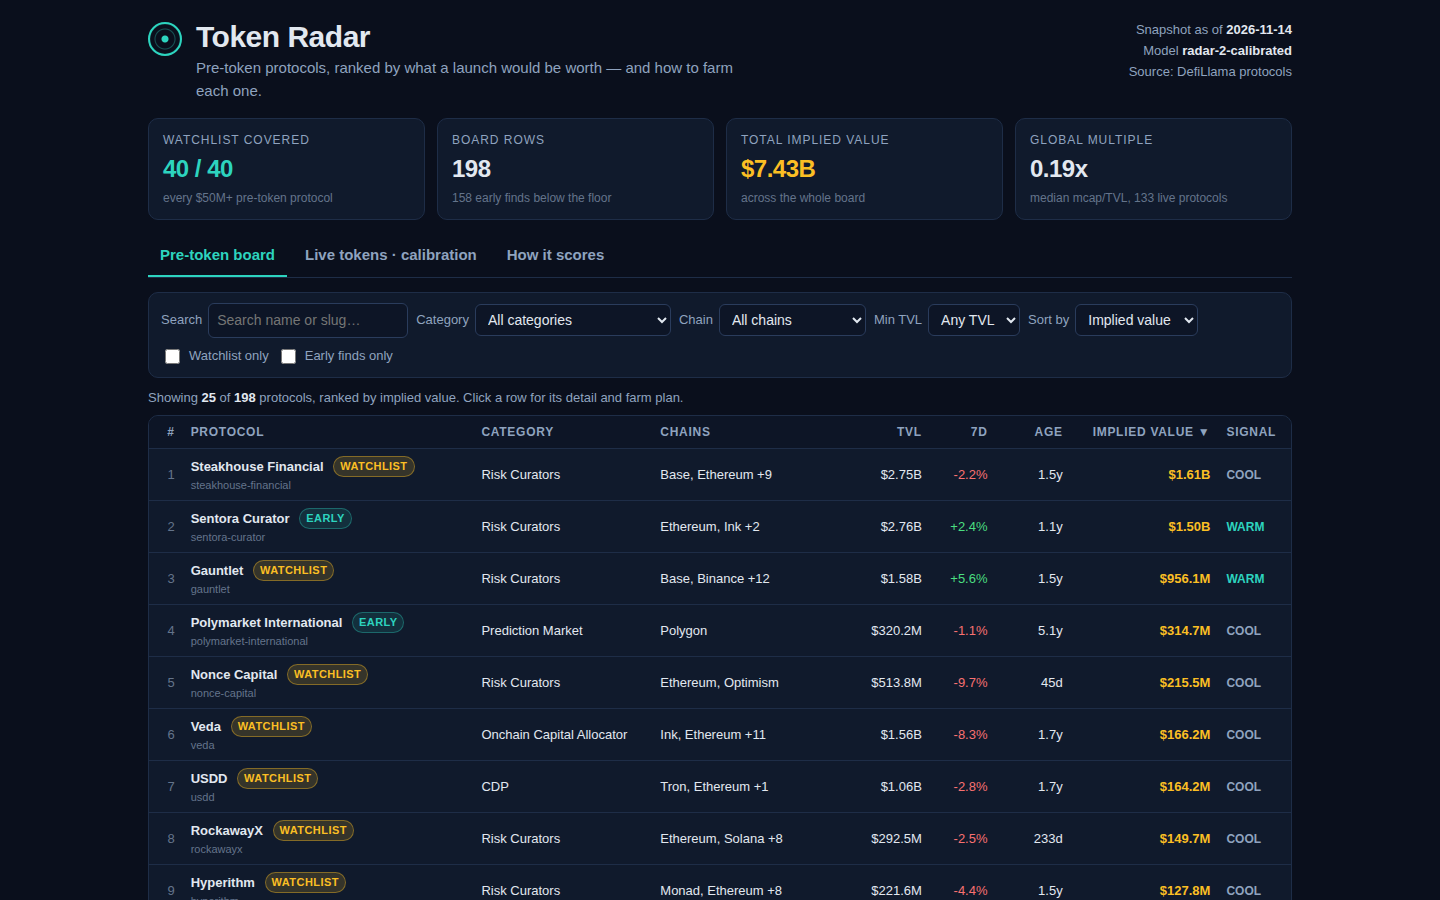 Token Radar
Pre-token protocols, ranked by what a launch would be worth — and how to farm
each one.
Snapshot as of 2026-11-14
Model radar-2-calibrated
Source: DefiLlama protocols
WATCHLIST COVERED
40 / 40
every $50M+ pre-token protocol
BOARD ROWS
198
158 early finds below the floor
TOTAL IMPLIED VALUE
$7.43B
across the whole board
GLOBAL MULTIPLE
0.19x
median mcap/TVL, 133 live protocols
Pre-token board Live tokens · calibration How it scores
Search Search name or slug… Category All categories Chain All chains Min TVL Any TVL Sort by Implied value
Watchlist only Early finds only
Showing 25 of 198 protocols, ranked by implied value. Click a row for its detail and farm plan.
# PROTOCOL CATEGORY CHAINS TVL 7D AGE IMPLIED VALUE ▼ SIGNAL
1 Steakhouse Financial WATCHLIST Risk Curators Base, Ethereum +9 $2.75B -2.2% 1.5y $1.61B COOL
steakhouse-financial
2 Sentora Curator EARLY Risk Curators Ethereum, Ink +2 $2.76B +2.4% 1.1y $1.50B WARM
sentora-curator
3 Gauntlet WATCHLIST Risk Curators Base, Binance +12 $1.58B +5.6% 1.5y $956.1M WARM
gauntlet
4 Polymarket International EARLY Prediction Market Polygon $320.2M -1.1% 5.1y $314.7M COOL
polymarket-international
5 Nonce Capital WATCHLIST Risk Curators Ethereum, Optimism $513.8M -9.7% 45d $215.5M COOL
nonce-capital
6 Veda WATCHLIST Onchain Capital Allocator Ink, Ethereum +11 $1.56B -8.3% 1.7y $166.2M COOL
veda
7 USDD WATCHLIST CDP Tron, Ethereum +1 $1.06B -2.8% 1.7y $164.2M COOL
usdd
8 RockawayX WATCHLIST Risk Curators Ethereum, Solana +8 $292.5M -2.5% 233d $149.7M COOL
rockawayx
9 Hyperithm WATCHLIST Risk Curators Monad, Ethereum +8 $221.6M -4.4% 1.5y $127.8M COOL